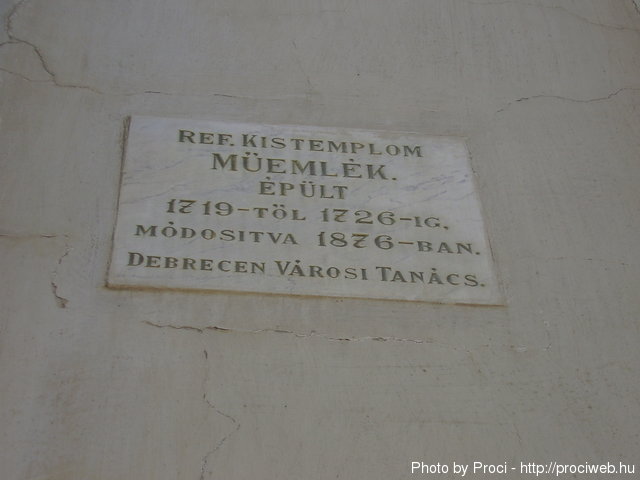 REF. KISTEMPLOM
MÜEMLÉK.
ÉPÜLT
1719-TÖL 1726-IG,
MÓDOSITVA 1876-BAN.
DEBRECEN VÁROSI TANÁCS.
Photo by Proci - http://prociweb.hu